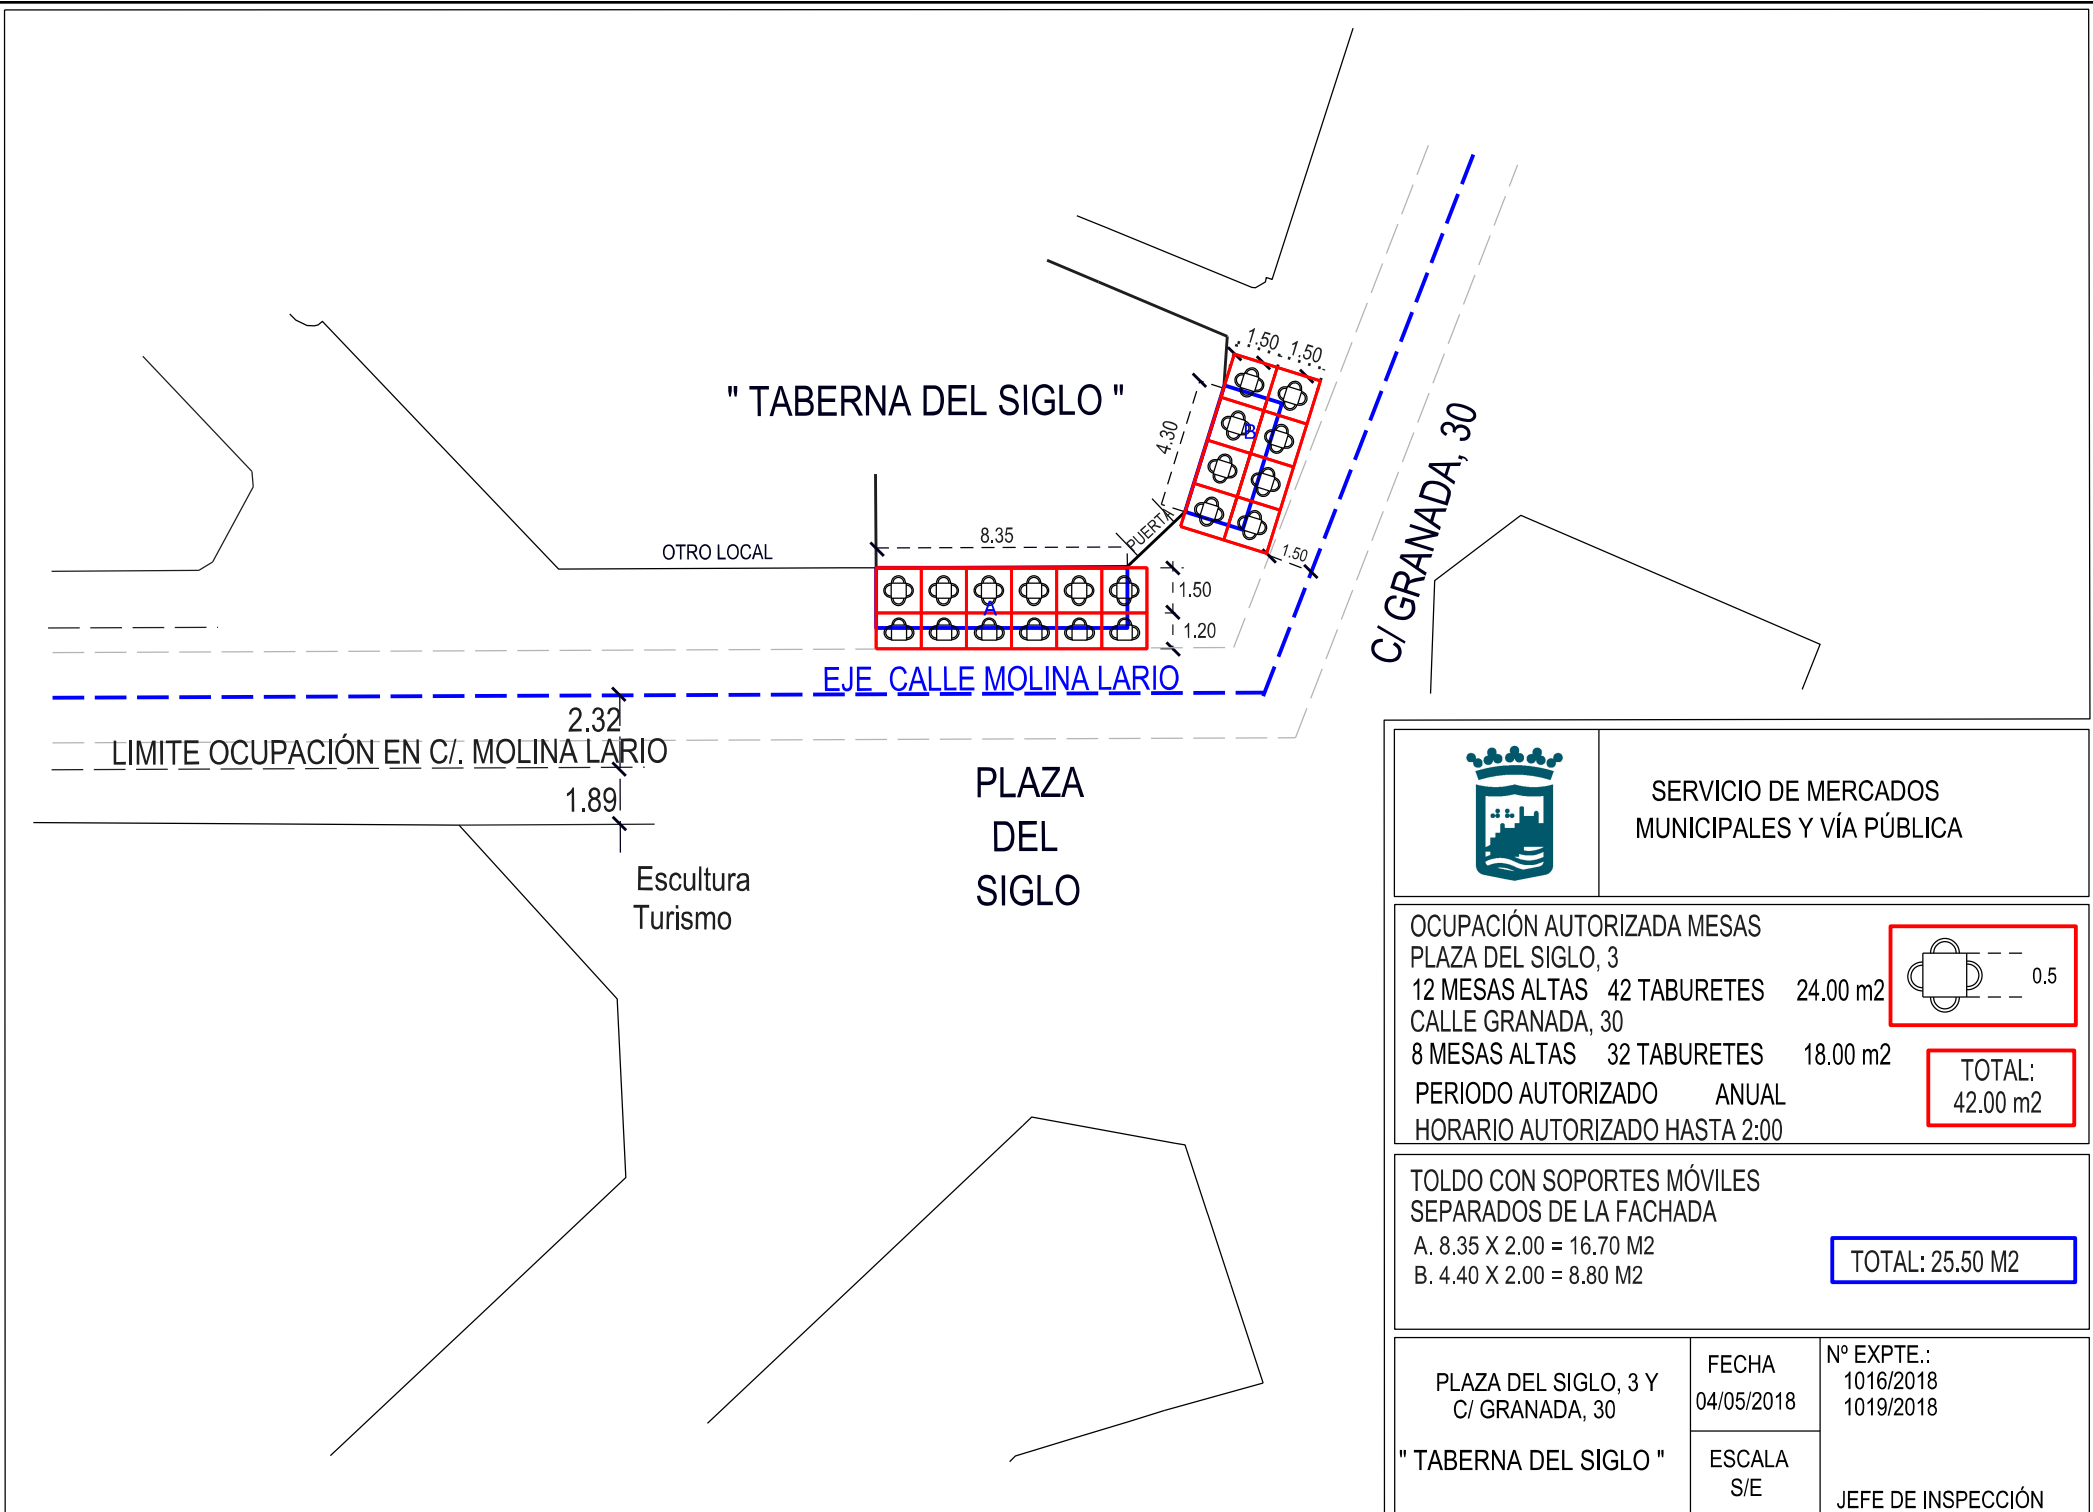 1.50
1.50
" TABERNA DEL SIGLO "
4.30
B
C/ GRANADA, 30
PUERTA
8.35
OTRO LOCAL
1.50
1.50
A
1.20
EJE CALLE MOLINA LARIO
2.32
LIMITE OCUPACIÓN EN C/. MOLINA LARIO
1.89
PLAZA
DEL
SIGLO
Escultura
Turismo
SERVICIO DE MERCADOS
MUNICIPALES Y VÍA PÚBLICA
OCUPACIÓN AUTORIZADA MESAS
PLAZA DEL SIGLO, 3
12 MESAS ALTAS 42 TABURETES 24.00 m2
0.5
CALLE GRANADA, 30
8 MESAS ALTAS 32 TABURETES 18.00 m2
TOTAL:
42.00 m2
PERIODO AUTORIZADO ANUAL
HORARIO AUTORIZADO HASTA 2:00
TOLDO CON SOPORTES MÓVILES
SEPARADOS DE LA FACHADA
A. 8.35 X 2.00 = 16.70 M2
B. 4.40 X 2.00 = 8.80 M2
TOTAL: 25.50 M2
PLAZA DEL SIGLO, 3 Y
C/ GRANADA, 30
" TABERNA DEL SIGLO "
FECHA
04/05/2018
ESCALA
S/E
Nº EXPTE.:
1016/2018
1019/2018
JEFE DE INSPECCIÓN